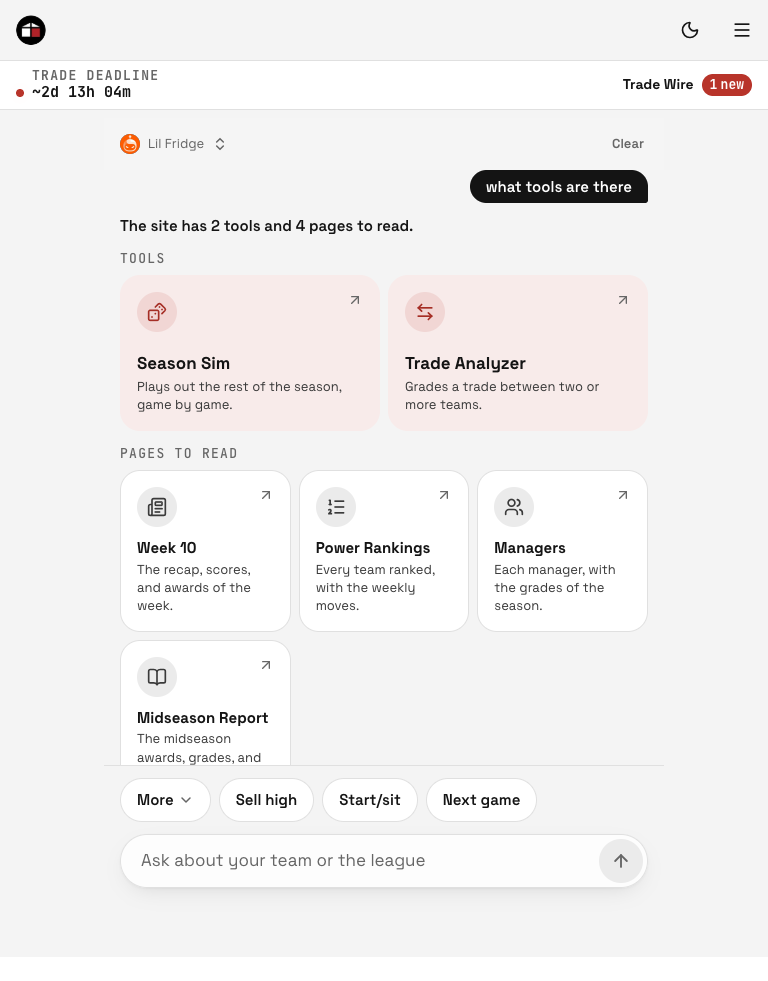 TRADE DEADLINE
~2d 13h 04m
Trade Wire
1 new
Lil Fridge
Clear
what tools are there
The site has 2 tools and 4 pages to read.
TOOLS
Season Sim
Plays out the rest of the season,
game by game.
Trade Analyzer
Grades a trade between two or
more teams.
PAGES TO READ
Week 10
The recap, scores,
and awards of the
week.
Power Rankings
Every team ranked,
with the weekly
moves.
Managers
Each manager, with
the grades of the
season.
Midseason Report
The midseason
awards, grades, and
More
Sell high
Start/sit
Next game
Ask about your team or the league